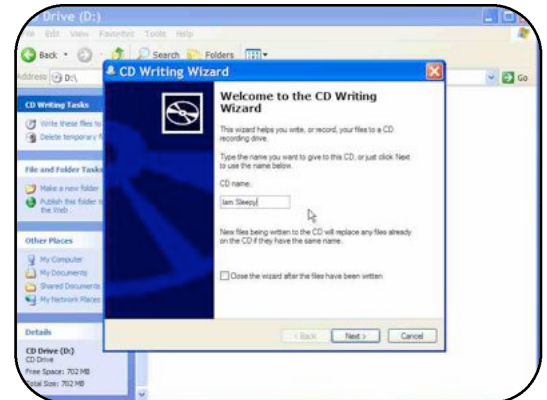 Drive (D:)
Edit View Favorites Tools Help
Back Search Folders
Address D:\ Go
CD Writing Wizard
CD Writing Tasks
Write these files to
Delete temporary f
File and Folder Tasks
Make a new folder
Publish this folder to
the Web
Other Places
My Computer
My Documents
Shared Documents
My Network Places
Details
CD Drive (D:)
CD Drive
Free Space: 702 MB
Total Size: 702 MB
Welcome to the CD Writing
Wizard
This wizard helps you write, or record, your files to a CD
recording drive.
Type the name you want to give to this CD, or just click Next
to use the name below.
CD name:
Iam Sleepy
New files being written to the CD will replace any files already
on the CD if they have the same name.
Close the wizard after the files have been written
< Back Next > Cancel